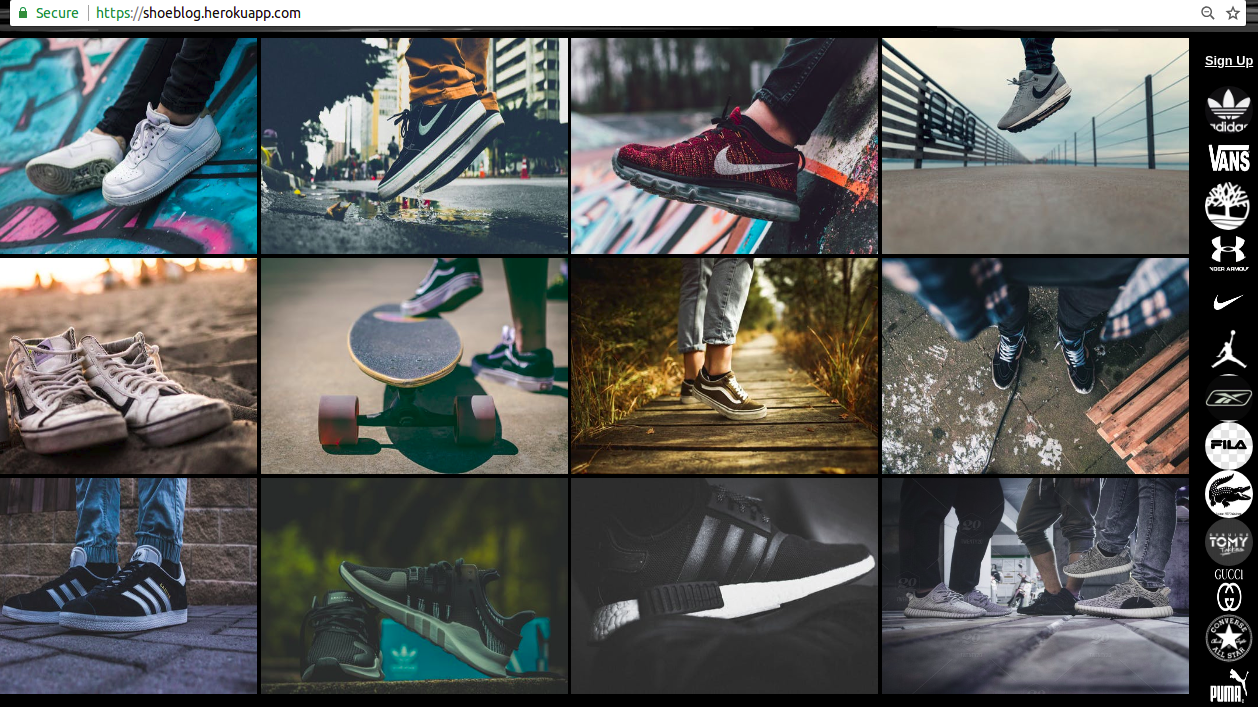 Secure
https://shoeblog.herokuapp.com
Sign Up
adidas
VANS
UNDER ARMOUR
FILA
TOMY
GUCCI
CONVERSE
ALL STAR
PUMA